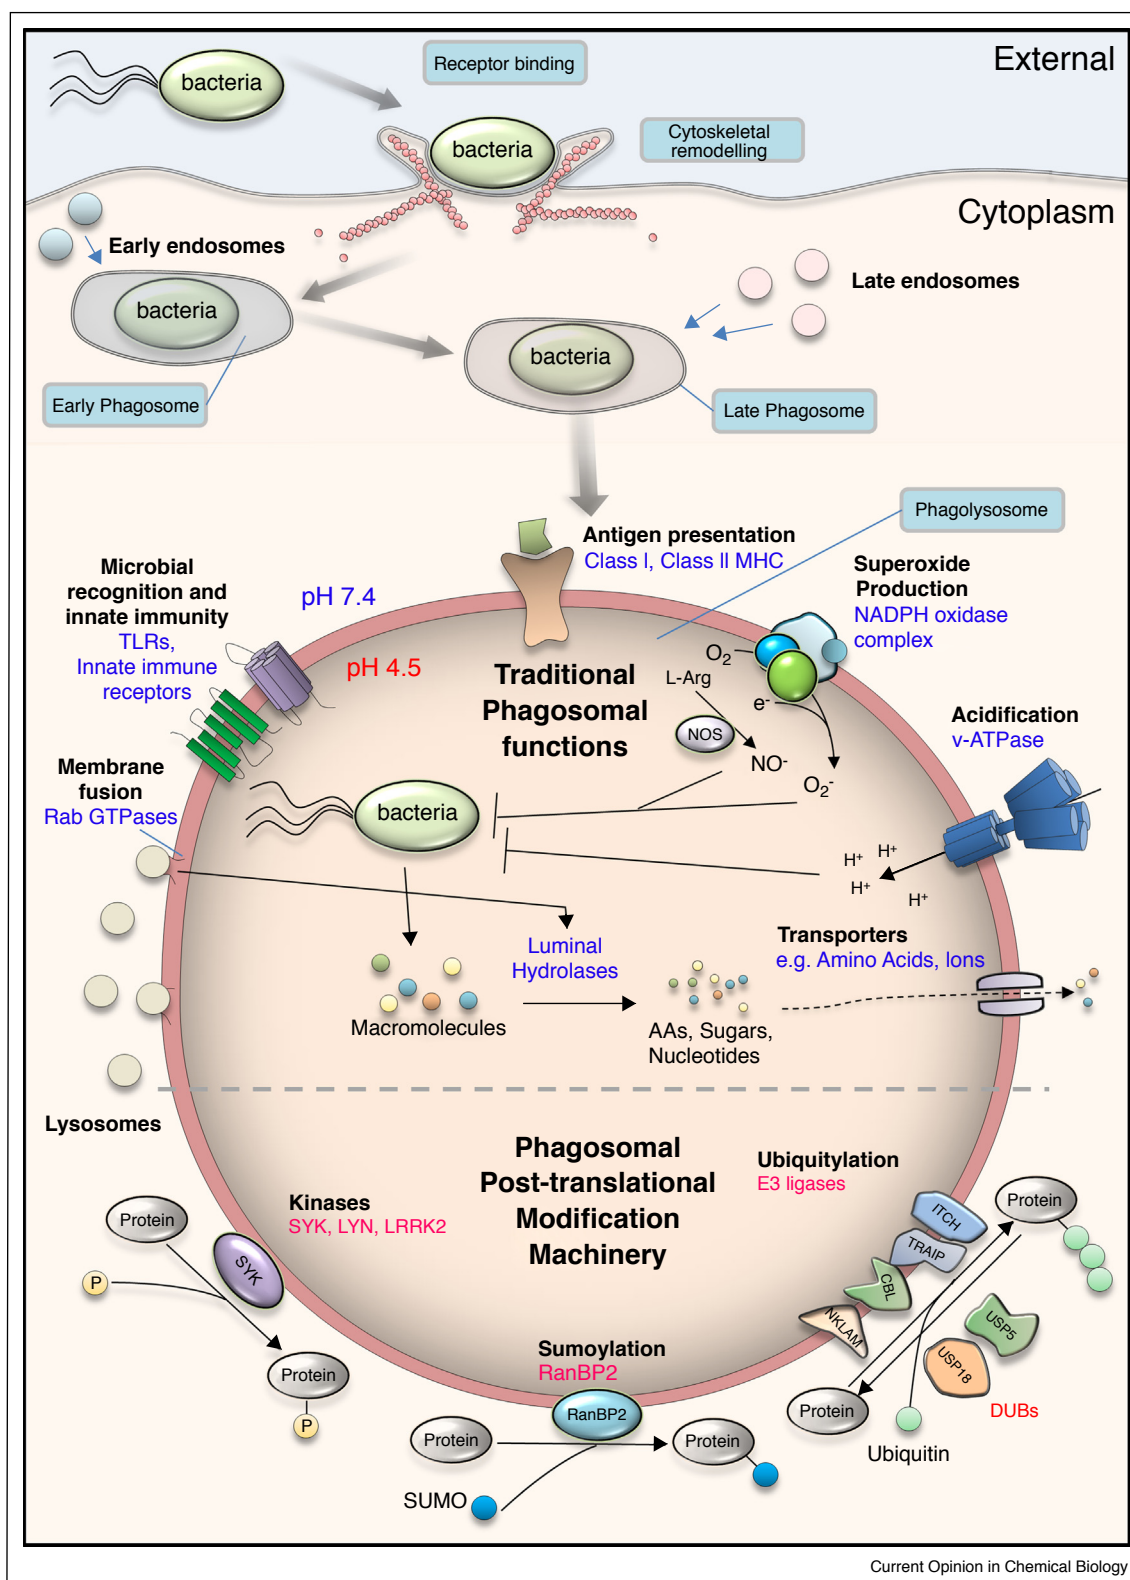 External
bacteria
Receptor binding
bacteria
Cytoskeletal
remodelling
Cytoplasm
Early endosomes
Late endosomes
bacteria
bacteria
Early Phagosome
Late Phagosome
Phagolysosome
Antigen presentation
Class I, Class II MHC
Microbial
recognition and
innate immunity
TLRs,
Innate immune
receptors
pH 7.4
pH 4.5
Superoxide
Production
NADPH oxidase
complex
Traditional
Phagosomal
functions
O2
L-Arg
e-
NOS
NO-
O2-
Acidification
v-ATPase
Membrane
fusion
Rab GTPases
bacteria
H+
H+
H+
H+
Luminal
Hydrolases
Transporters
e.g. Amino Acids, Ions
Macromolecules
AAs, Sugars,
Nucleotides
Lysosomes
Phagosomal
Post-translational
Modification
Machinery
Kinases
SYK, LYN, LRRK2
Ubiquitylation
E3 ligases
Protein
SYK
P
Protein
P
Sumoylation
RanBP2
RanBP2
Protein
Protein
SUMO
ITCH
TRAIP
CBL
NKLAM
Protein
USP5
USP18
DUBs
Protein
Ubiquitin
Current Opinion in Chemical Biology